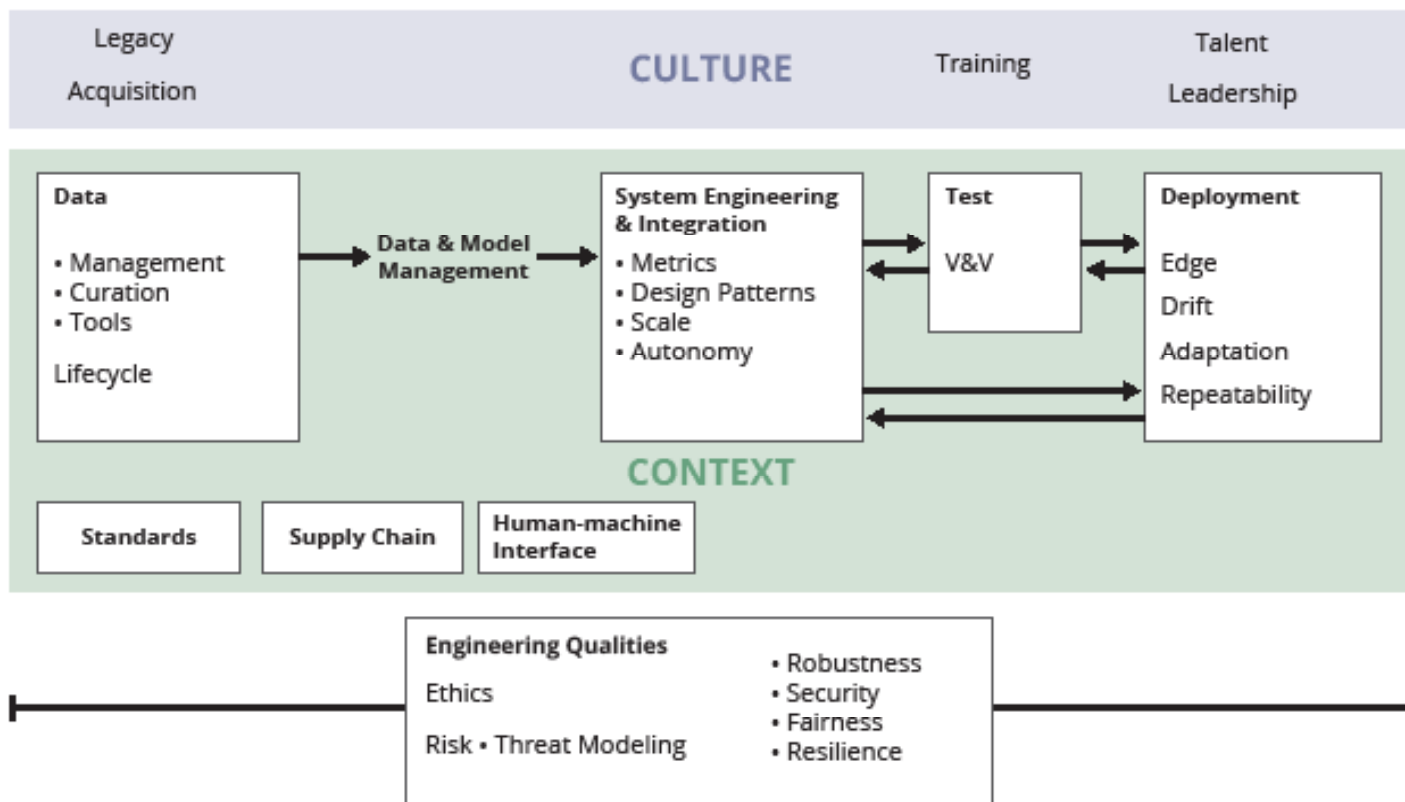 Legacy
Acquisition
CULTURE
Training
Talent
Leadership
Data
• Management
• Curation
• Tools
Lifecycle
Data & Model
Management
System Engineering
& Integration
• Metrics
• Design Patterns
• Scale
• Autonomy
Test
V&V
Deployment
Edge
Drift
Adaptation
Repeatability
CONTEXT
Standards
Supply Chain
Human-machine
Interface
Engineering Qualities
Ethics
Risk • Threat Modeling
• Robustness
• Security
• Fairness
• Resilience